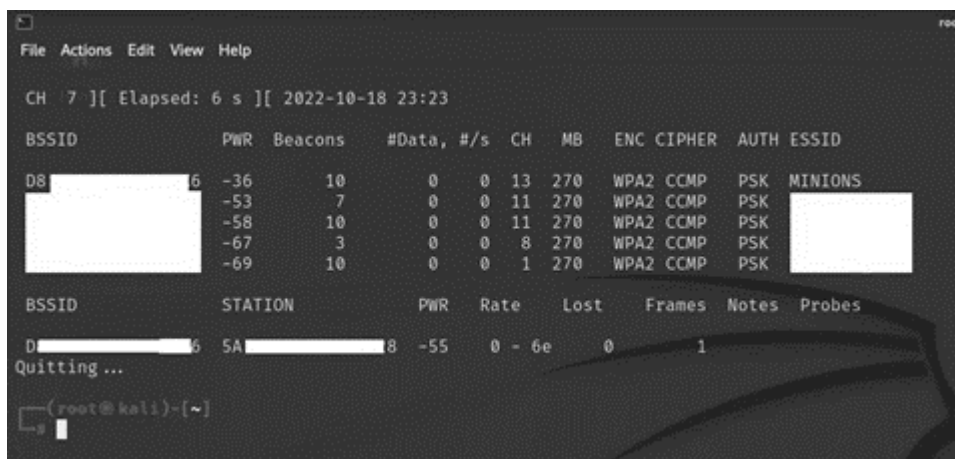 roo
File Actions Edit View Help
CH 7 ][ Elapsed: 6 s ][ 2022-10-18 23:23
BSSID PWR Beacons #Data, #/s CH MB ENC CIPHER AUTH ESSID
D8 6 -36 10 0 0 13 270 WPA2 CCMP PSK MINIONS
-53 7 0 0 11 270 WPA2 CCMP PSK
-58 10 0 0 11 270 WPA2 CCMP PSK
-67 3 0 0 8 270 WPA2 CCMP PSK
-69 10 0 0 1 270 WPA2 CCMP PSK
BSSID STATION PWR Rate Lost Frames Notes Probes
D 6 5A 8 -55 0 - 6e 0 1
Quitting ...
(root㉿kali)-[~]